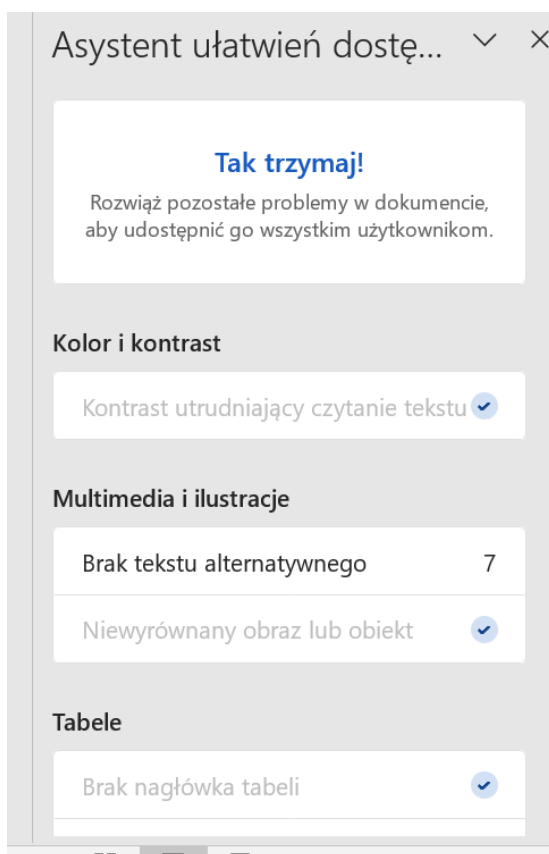 Asystent ułatwień dostę...
Tak trzymaj!
Rozwiąż pozostałe problemy w dokumencie,
aby udostępnić go wszystkim użytkownikom.
Kolor i kontrast
Kontrast utrudniający czytanie tekstu
Multimedia i ilustracje
Brak tekstu alternatywnego 7
Niewyrównany obraz lub obiekt
Tabele
Brak nagłówka tabeli